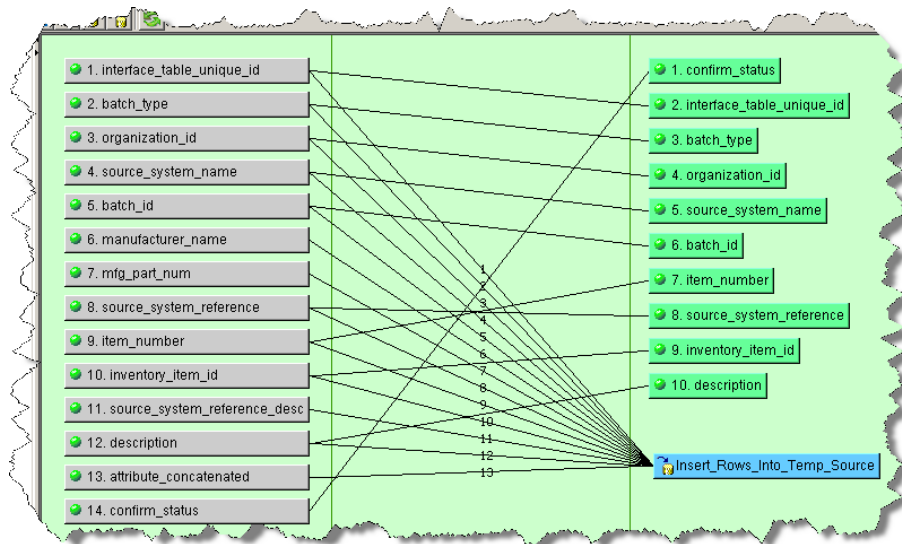 1. interface_table_unique_id
2. batch_type
3. organization_id
4. source_system_name
5. batch_id
6. manufacturer_name
7. mfg_part_num
8. source_system_reference
9. item_number
10. inventory_item_id
11. source_system_reference_desc
12. description
13. attribute_concatenated
14. confirm_status
1
2
3
4
5
6
7
8
9
10
11
12
13
1. confirm_status
2. interface_table_unique_id
3. batch_type
4. organization_id
5. source_system_name
6. batch_id
7. item_number
8. source_system_reference
9. inventory_item_id
10. description
Insert_Rows_Into_Temp_Source